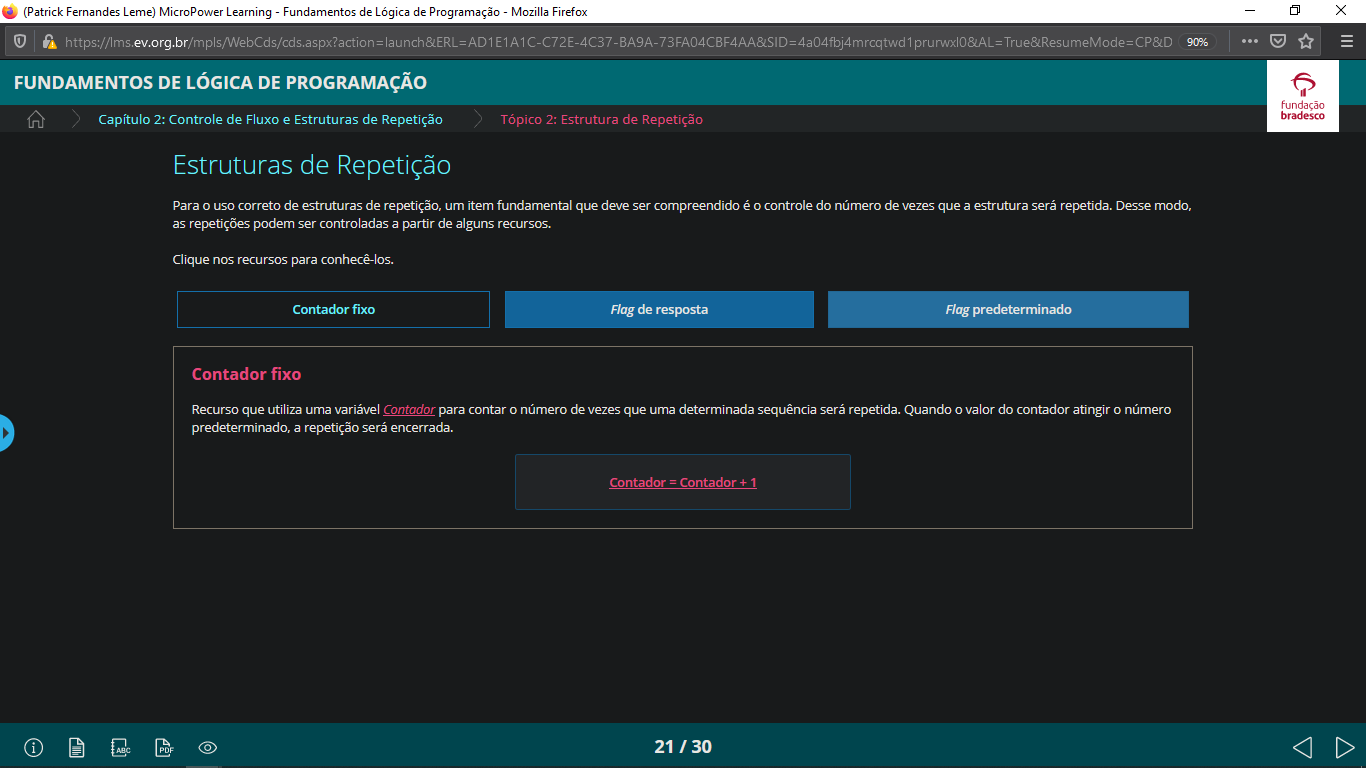 (Patrick Fernandes Leme) MicroPower Learning - Fundamentos de Lógica de Programação - Mozilla Firefox
https://lms.ev.org.br/mpls/WebCds/cds.aspx?action=launch&ERL=AD1E1A1C-C72E-4C37-BA9A-73FA04CBF4AA&SID=4a04fbj4mrcqtwd1prurwxl0&AL=True&ResumeMode=CP&D 90%
FUNDAMENTOS DE LÓGICA DE PROGRAMAÇÃO
fundação
bradesco
Capítulo 2: Controle de Fluxo e Estruturas de Repetição Tópico 2: Estrutura de Repetição
Estruturas de Repetição
Para o uso correto de estruturas de repetição, um item fundamental que deve ser compreendido é o controle do número de vezes que a estrutura será repetida. Desse modo,
as repetições podem ser controladas a partir de alguns recursos.
Clique nos recursos para conhecê-los.
Contador fixo Flag de resposta Flag predeterminado
Contador fixo
Recurso que utiliza uma variável Contador para contar o número de vezes que uma determinada sequência será repetida. Quando o valor do contador atingir o número
predeterminado, a repetição será encerrada.
Contador = Contador + 1
ABC PDF 21 / 30